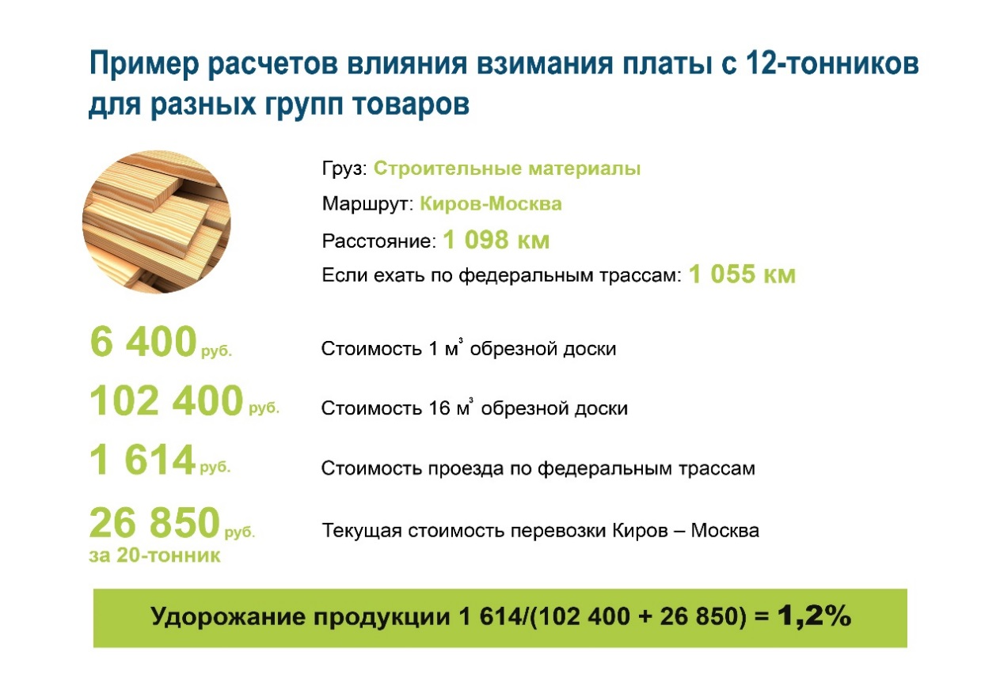 Пример расчетов влияния взимания платы с 12-тонников
для разных групп товаров
Груз: Строительные материалы
Маршрут: Киров-Москва
Расстояние: 1 098 км
Если ехать по федеральным трассам: 1 055 км
6 400 руб. Стоимость 1 м³ обрезной доски
102 400 руб. Стоимость 16 м³ обрезной доски
1 614 руб. Стоимость проезда по федеральным трассам
26 850 руб. Текущая стоимость перевозки Киров – Москва
за 20-тонник
Удорожание продукции 1 614/(102 400 + 26 850) = 1,2%